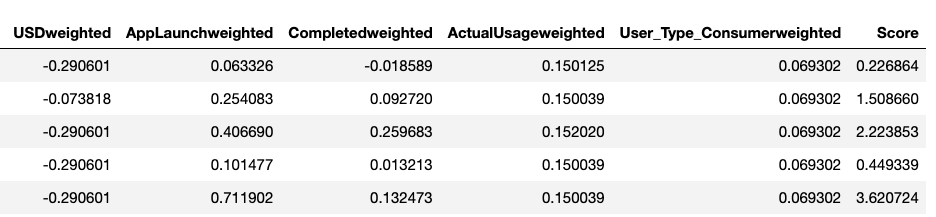 USDweighted AppLaunchweighted Completedweighted ActualUsageweighted User_Type_Consumerweighted Score
-0.290601 0.063326 -0.018589 0.150125 0.069302 0.226864
-0.073818 0.254083 0.092720 0.150039 0.069302 1.508660
-0.290601 0.406690 0.259683 0.152020 0.069302 2.223853
-0.290601 0.101477 0.013213 0.150039 0.069302 0.449339
-0.290601 0.711902 0.132473 0.150039 0.069302 3.620724